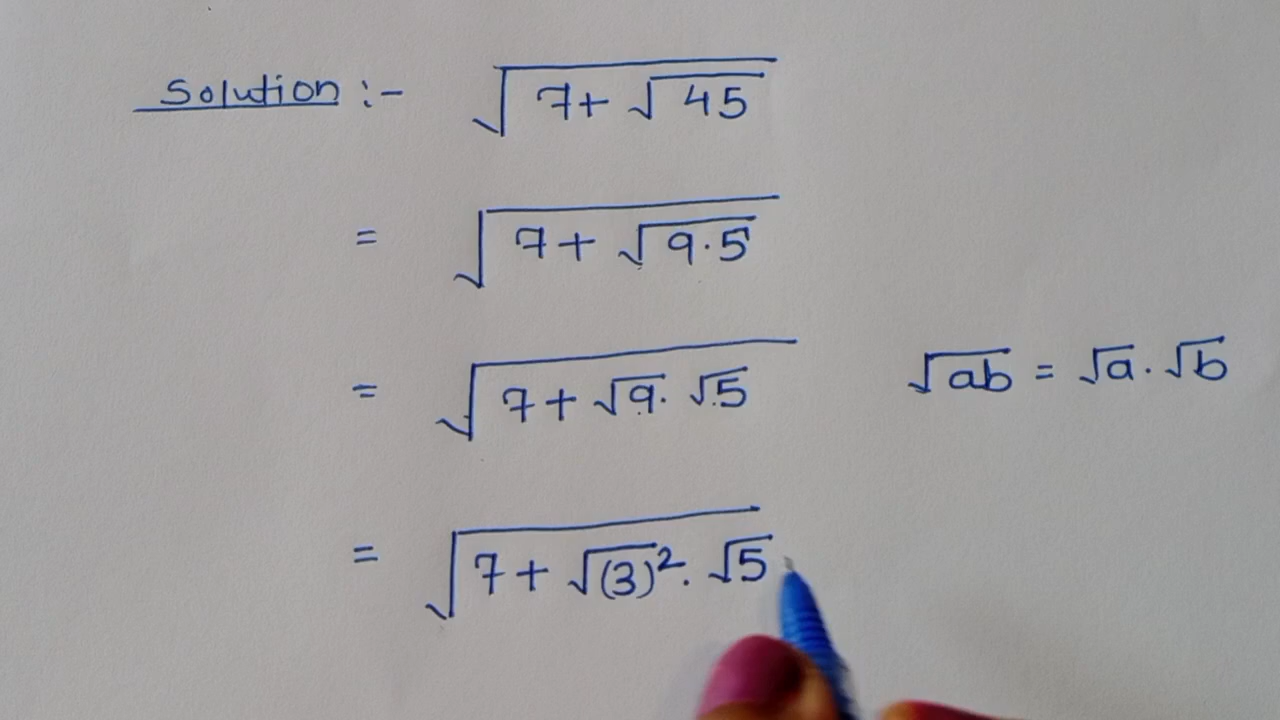 Solution :- √(7+√45)
= √(7+√(9·5))
= √(7+√9·√5) √ab = √a·√b
= √(7+√(3)²·√5)